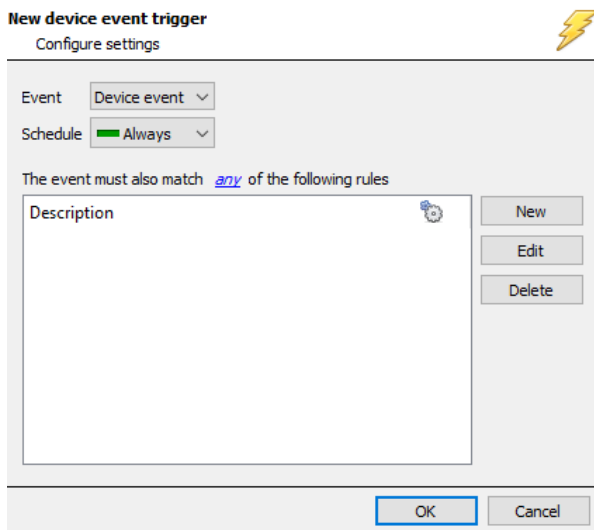 New device event trigger
Configure settings
Event Device event
Schedule Always
The event must also match any of the following rules
Description
New
Edit
Delete
OK Cancel